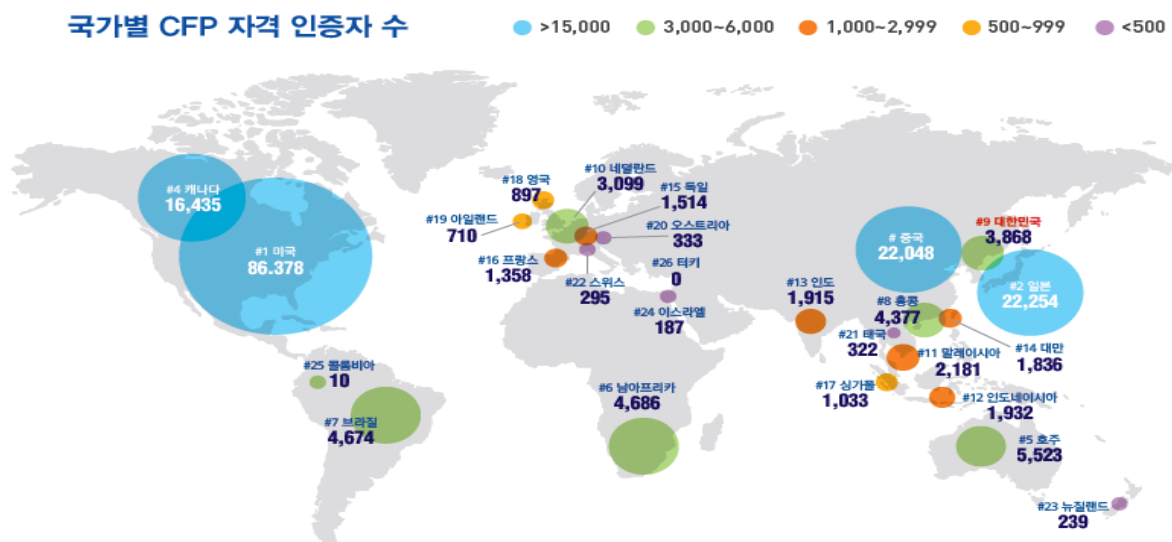 국가별 CFP 자격 인증자 수
>15,000
3,000~6,000
1,000~2,999
500~999
<500
#4 캐나다
16,435
#1 미국
86.378
#25 콜롬비아
10
#7 브라질
4,674
#18 영국
897
#10 네덜란드
3,099
#15 독일
1,514
#19 아일랜드
710
#20 오스트리아
333
#16 프랑스
1,358
#22 스위스
295
#26 터키
0
#24 이스라엘
187
#6 남아프리카
4,686
# 중국
22,048
#9 대한민국
3,868
#2 일본
22,254
#13 인도
1,915
#8 홍콩
4,377
#21 태국
322
#11 말레이시아
2,181
#14 대만
1,836
#17 싱가폴
1,033
#12 인도네이시아
1,932
#5 호주
5,523
#23 뉴질랜드
239